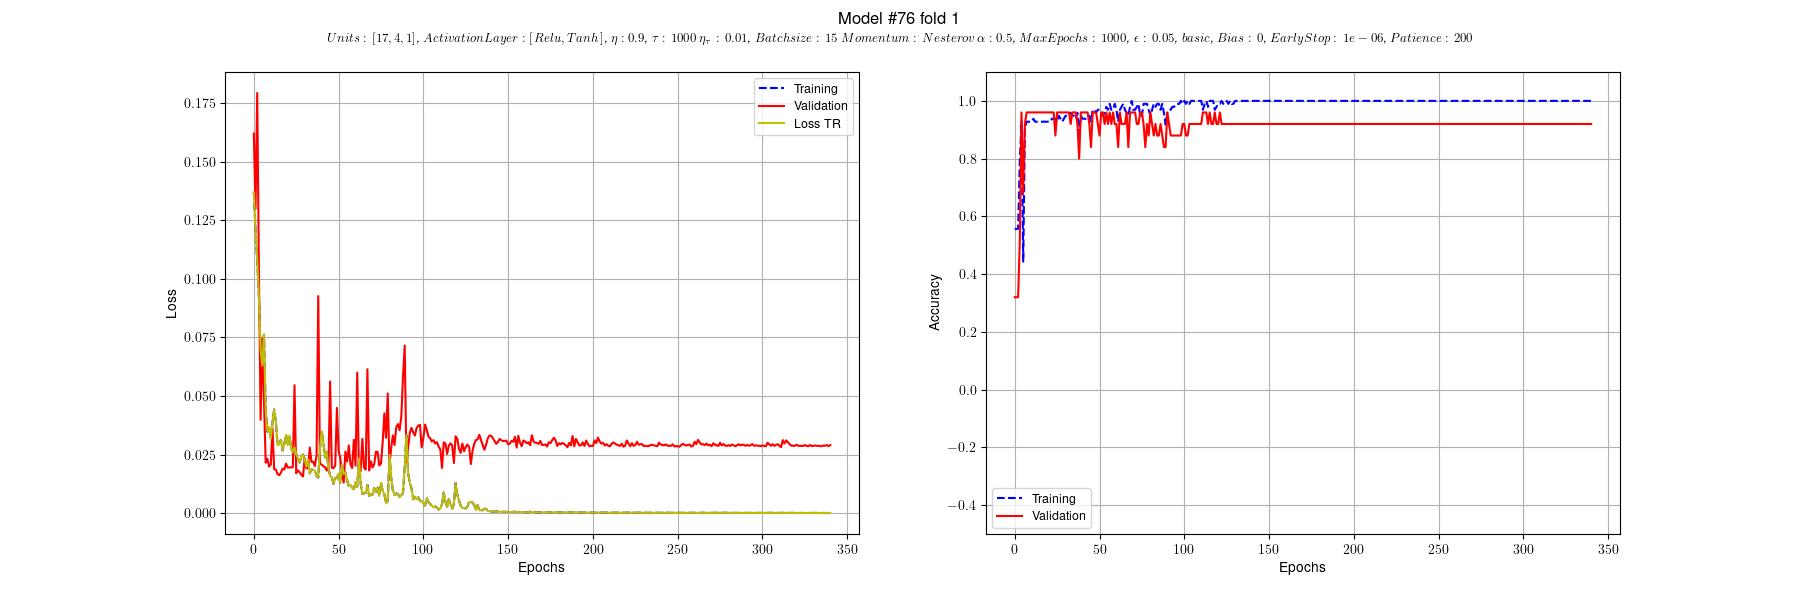 Model #76 fold 1
Units : [17, 4, 1], ActivationLayer : [Relu, Tanh], η : 0.9, τ : 1000 ητ : 0.01, Batchsize : 15 Momentum : Nesterov α : 0.5, MaxEpochs : 1000, ϵ : 0.05, basic, Bias : 0, EarlyStop : 1e − 06, Patience : 200
0.175
0.150
0.125
0.100
0.075
0.050
0.025
0.000
Loss
Training
Validation
Loss TR
0 50 100 150 200 250 300 350
Epochs
1.0
0.8
0.6
0.4
0.2
0.0
−0.2
−0.4
Accuracy
Training
Validation
0 50 100 150 200 250 300 350
Epochs